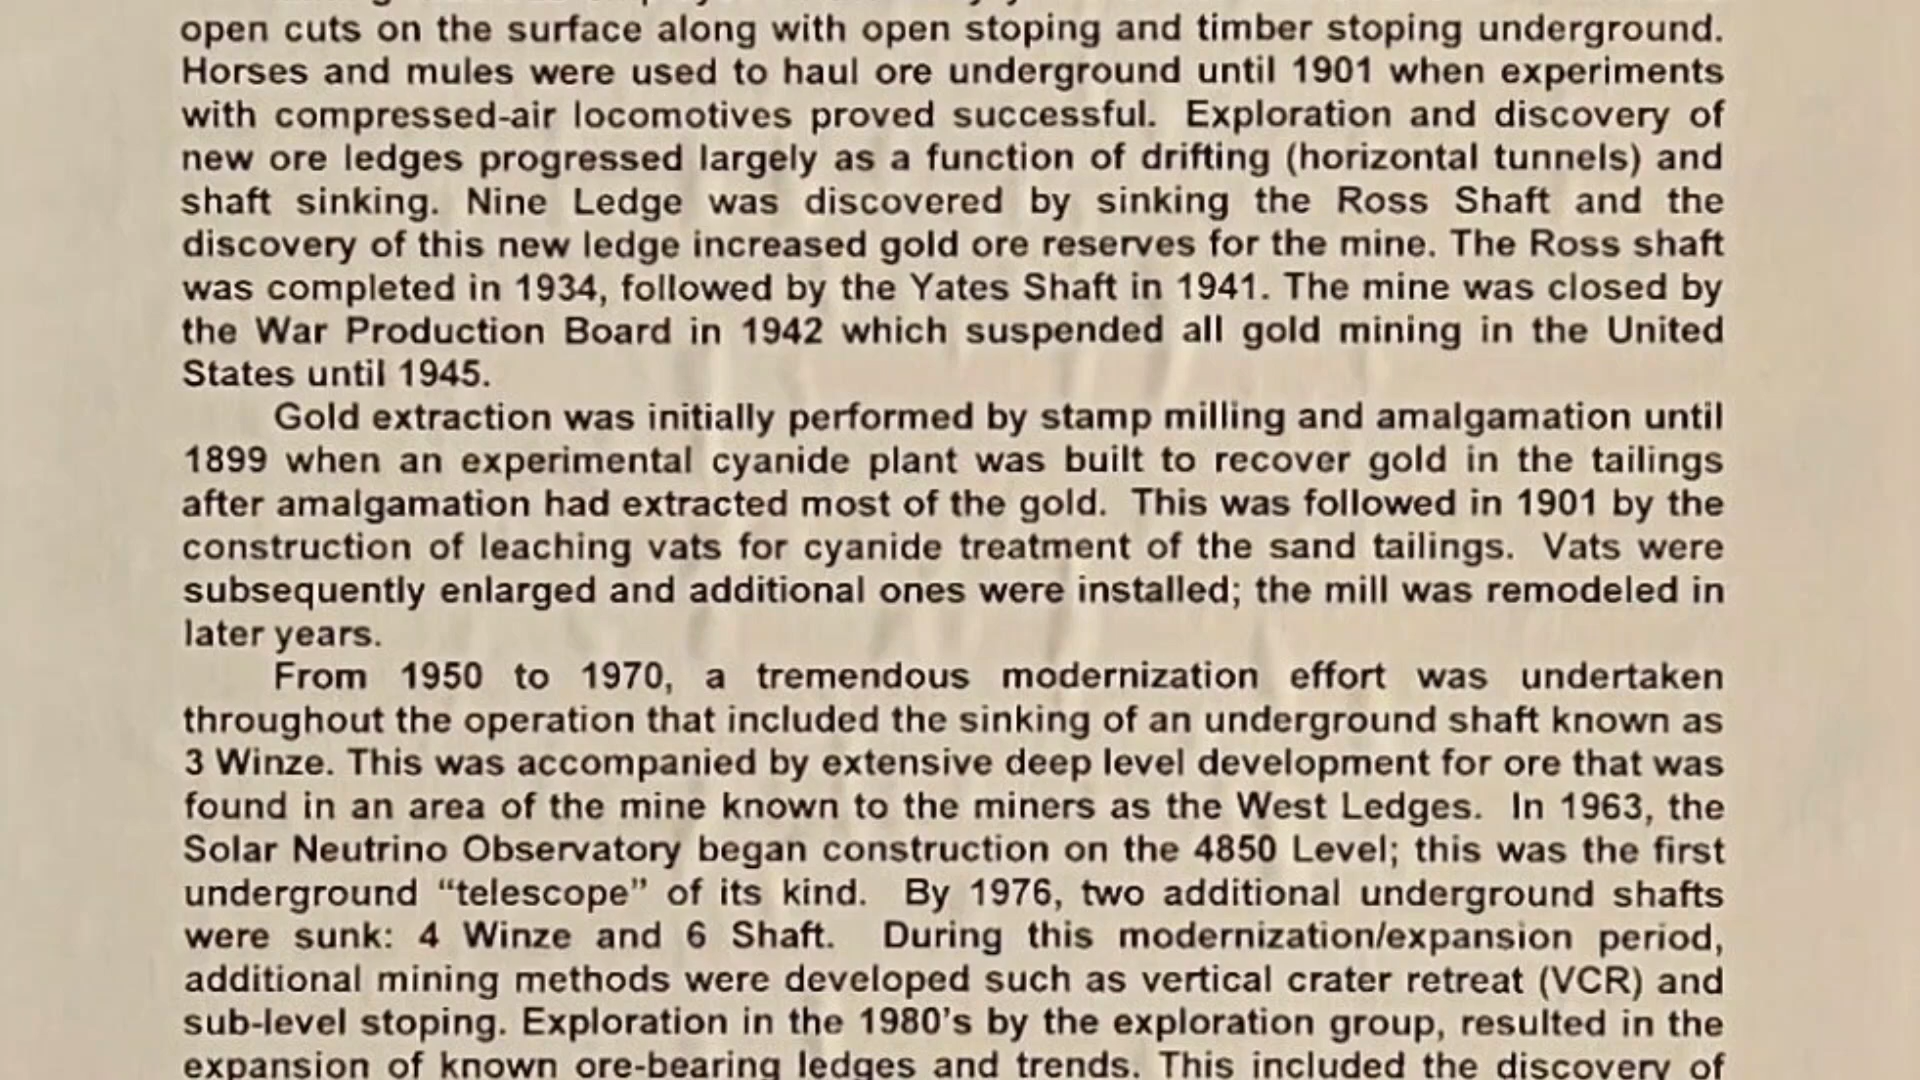 open cuts on the surface along with open stoping and timber stoping underground.
Horses and mules were used to haul ore underground until 1901 when experiments
with compressed-air locomotives proved successful. Exploration and discovery of
new ore ledges progressed largely as a function of drifting (horizontal tunnels) and
shaft sinking. Nine Ledge was discovered by sinking the Ross Shaft and the
discovery of this new ledge increased gold ore reserves for the mine. The Ross shaft
was completed in 1934, followed by the Yates Shaft in 1941. The mine was closed by
the War Production Board in 1942 which suspended all gold mining in the United
States until 1945.
Gold extraction was initially performed by stamp milling and amalgamation until
1899 when an experimental cyanide plant was built to recover gold in the tailings
after amalgamation had extracted most of the gold. This was followed in 1901 by the
construction of leaching vats for cyanide treatment of the sand tailings. Vats were
subsequently enlarged and additional ones were installed; the mill was remodeled in
later years.
From 1950 to 1970, a tremendous modernization effort was undertaken
throughout the operation that included the sinking of an underground shaft known as
3 Winze. This was accompanied by extensive deep level development for ore that was
found in an area of the mine known to the miners as the West Ledges. In 1963, the
Solar Neutrino Observatory began construction on the 4850 Level; this was the first
underground “telescope” of its kind. By 1976, two additional underground shafts
were sunk: 4 Winze and 6 Shaft. During this modernization/expansion period,
additional mining methods were developed such as vertical crater retreat (VCR) and
sub-level stoping. Exploration in the 1980’s by the exploration group, resulted in the
expansion of known ore-bearing ledges and trends. This included the discovery of